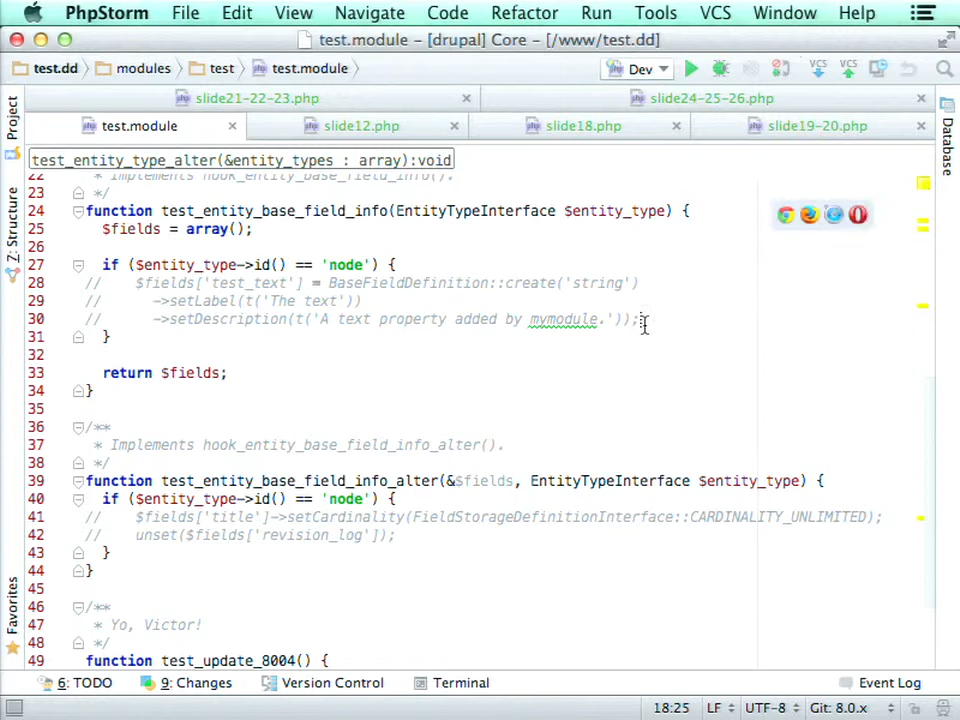 PhpStorm File Edit View Navigate Code Refactor Run Tools VCS Window Help
test.module - [drupal] Core - [/www/test.dd]
test.dd modules test test.module Dev VCS VCS
slide21-22-23.php slide24-25-26.php
test.module slide12.php slide18.php slide19-20.php
Project
Z: Structure
Favorites
Database
test_entity_type_alter(&entity_types : array):void
22 * Implements hook_entity_base_field_info().
23 */
24 function test_entity_base_field_info(EntityTypeInterface $entity_type) {
25 $fields = array();
26
27 if ($entity_type->id() == 'node') {
28 // $fields['test_text'] = BaseFieldDefinition::create('string')
29 // ->setLabel(t('The text'))
30 // ->setDescription(t('A text property added by mymodule.'));
31 }
32
33 return $fields;
34 }
35
36 /**
37 * Implements hook_entity_base_field_info_alter().
38 */
39 function test_entity_base_field_info_alter(&$fields, EntityTypeInterface $entity_type) {
40 if ($entity_type->id() == 'node') {
41 // $fields['title']->setCardinality(FieldStorageDefinitionInterface::CARDINALITY_UNLIMITED);
42 // unset($fields['revision_log']);
43 }
44 }
45
46 /**
47 * Yo, Victor!
48 */
49 function test_update_8004() {
6: TODO 9: Changes Version Control Terminal Event Log
18:25 LF UTF-8 Git: 8.0.x